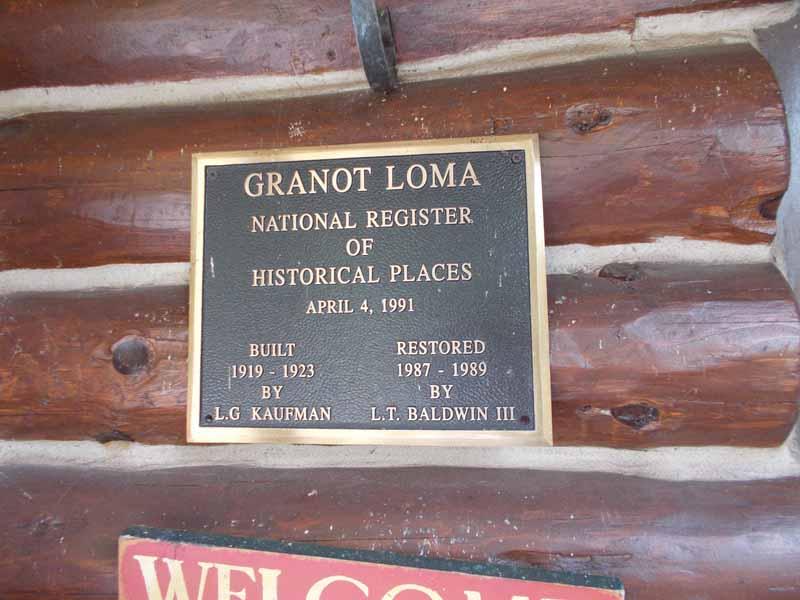 GRANOT LOMA
NATIONAL REGISTER
OF
HISTORICAL PLACES
APRIL 4, 1991
BUILT
1919 - 1923
BY
L.G KAUFMAN
RESTORED
1987 - 1989
BY
L.T. BALDWIN III
WELCOME